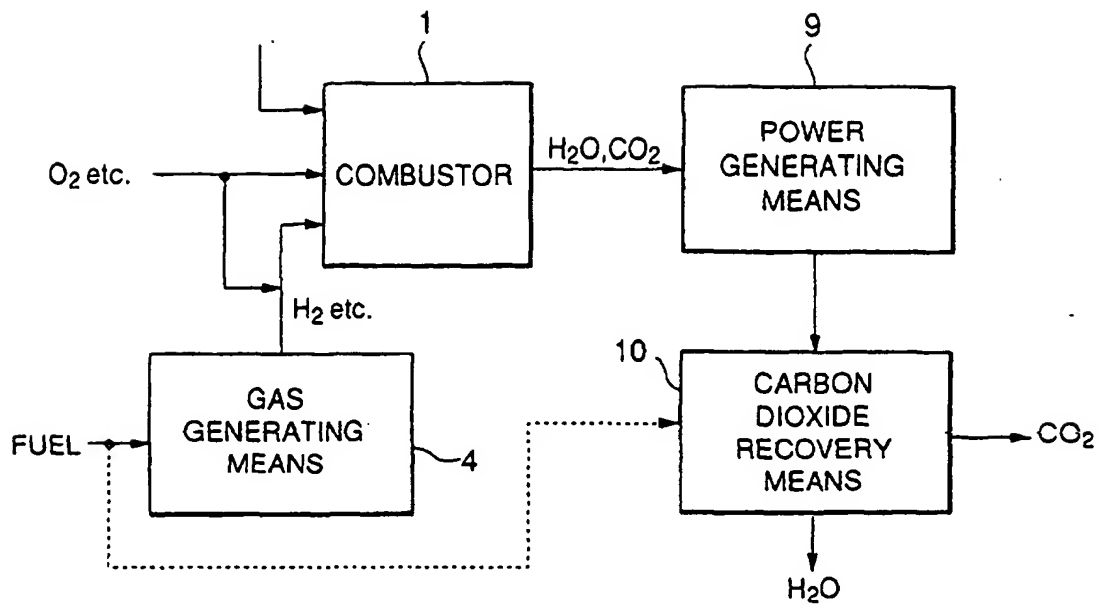 1
9
COMBUSTOR
POWER
GENERATING
MEANS
H₂O,CO₂
O₂ etc.
H₂ etc.
10
GAS
GENERATING
MEANS
CARBON
DIOXIDE
RECOVERY
MEANS
FUEL
4
CO₂
H₂O